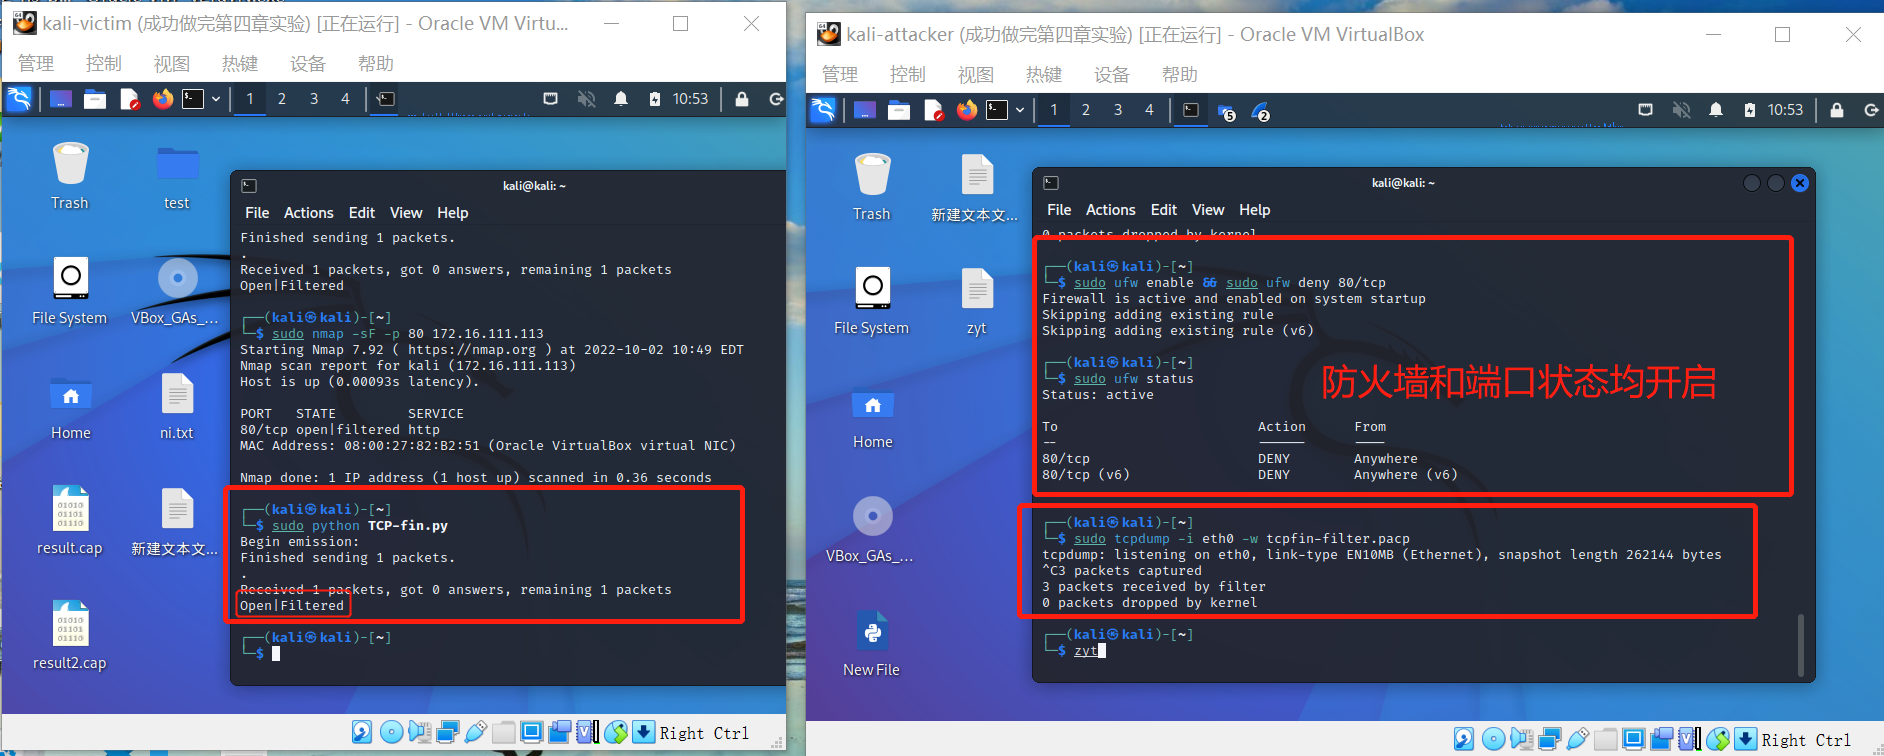 kali-victim (成功做完第四章实验) [正在运行] - Oracle VM Virtu...
管理 控制 视图 热键 设备 帮助
1 2 3 4 10:53
Trash
test
File System
VBox_GAs_...
Home
ni.txt
result.cap
新建文本文...
result2.cap
kali@kali: ~
File Actions Edit View Help
Finished sending 1 packets.
.
Received 1 packets, got 0 answers, remaining 1 packets
Open|Filtered
┌──(kali㉿kali)-[~]
└─$ sudo nmap -sF -p 80 172.16.111.113
Starting Nmap 7.92 ( https://nmap.org ) at 2022-10-02 10:49 EDT
Nmap scan report for kali (172.16.111.113)
Host is up (0.00093s latency).
PORT STATE SERVICE
80/tcp open|filtered http
MAC Address: 08:00:27:82:B2:51 (Oracle VirtualBox virtual NIC)
Nmap done: 1 IP address (1 host up) scanned in 0.36 seconds
┌──(kali㉿kali)-[~]
└─$ sudo python TCP-fin.py
Begin emission:
Finished sending 1 packets.
.
Received 1 packets, got 0 answers, remaining 1 packets
Open|Filtered
┌──(kali㉿kali)-[~]
└─$
Right Ctrl
kali-attacker (成功做完第四章实验) [正在运行] - Oracle VM VirtualBox
管理 控制 视图 热键 设备 帮助
1 2 3 4 5 2 10:53
Trash
新建文本文...
File System
zyt
Home
VBox_GAs_...
New File
kali@kali: ~
File Actions Edit View Help
0 packets dropped by kernel
┌──(kali㉿kali)-[~]
└─$ sudo ufw enable && sudo ufw deny 80/tcp
Firewall is active and enabled on system startup
Skipping adding existing rule
Skipping adding existing rule (v6)
┌──(kali㉿kali)-[~]
└─$ sudo ufw status
Status: active
防火墙和端口状态均开启
To Action From
-- ------ ----
80/tcp DENY Anywhere
80/tcp (v6) DENY Anywhere (v6)
┌──(kali㉿kali)-[~]
└─$ sudo tcpdump -i eth0 -w tcpfin-filter.pacp
tcpdump: listening on eth0, link-type EN10MB (Ethernet), snapshot length 262144 bytes
^C3 packets captured
3 packets received by filter
0 packets dropped by kernel
┌──(kali㉿kali)-[~]
└─$ zyt
Right Ctrl